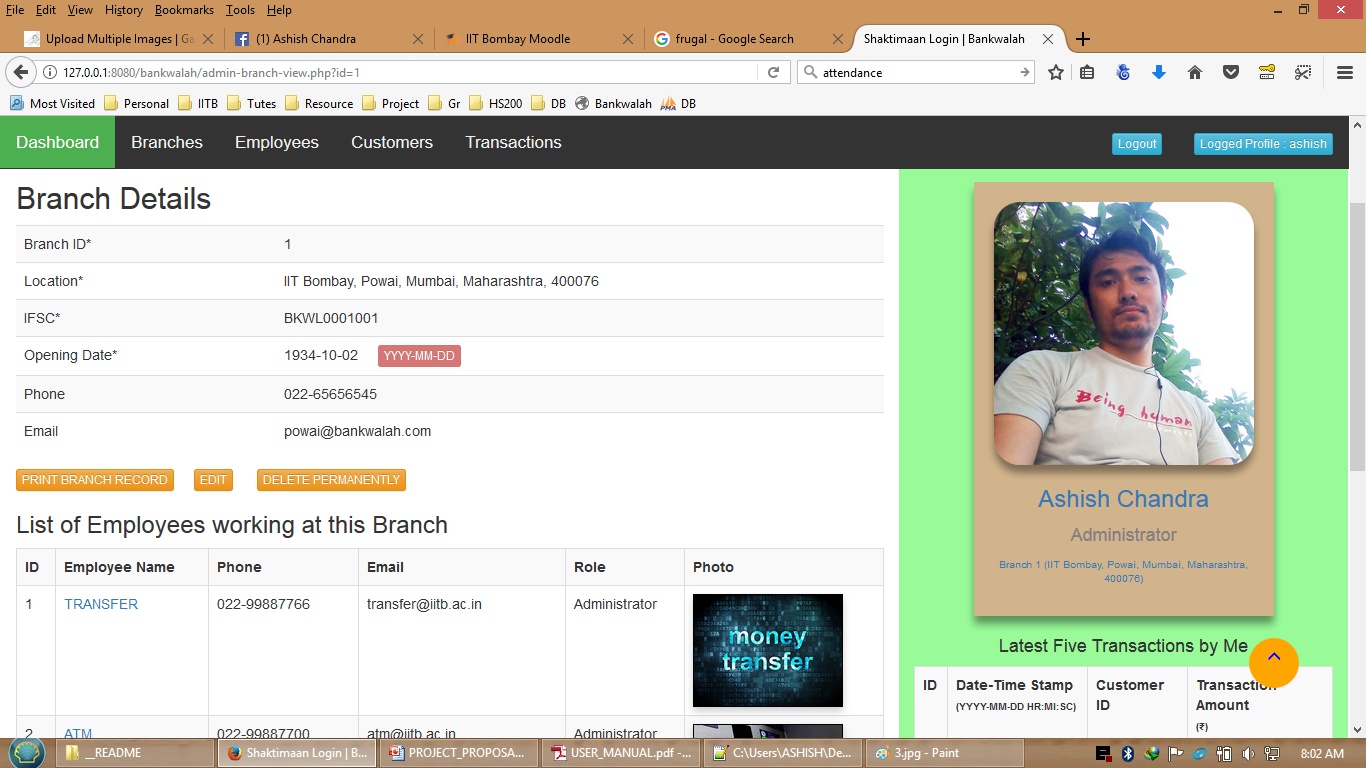 File Edit View History Bookmarks Tools Help
Upload Multiple Images | Ga
(1) Ashish Chandra
IIT Bombay Moodle
frugal - Google Search
Shaktimaan Login | Bankwalah
127.0.0.1:8080/bankwalah/admin-branch-view.php?id=1
attendance
Most Visited Personal IITB Tutes Resource Project Gr HS200 DB Bankwalah DB
Dashboard Branches Employees Customers Transactions Logout Logged Profile : ashish
Branch Details
Branch ID* 1
Location* IIT Bombay, Powai, Mumbai, Maharashtra, 400076
IFSC* BKWL0001001
Opening Date* 1934-10-02 YYYY-MM-DD
Phone 022-65656545
Email powai@bankwalah.com
PRINT BRANCH RECORD EDIT DELETE PERMANENTLY
List of Employees working at this Branch
ID Employee Name Phone Email Role Photo
1 TRANSFER 022-99887766 transfer@iitb.ac.in Administrator
money
transfer
2 ATM 022-99887700 atm@iitb.ac.in Administrator
Being human
Ashish Chandra
Administrator
Branch 1 (IIT Bombay, Powai, Mumbai, Maharashtra,
400076)
Latest Five Transactions by Me
ID Date-Time Stamp Customer Transaction
(YYYY-MM-DD HR:MI:SC) ID Amount
(₹)
__README
Shaktimaan Login | B...
PROJECT_PROPOSA...
USER_MANUAL.pdf -...
C:\Users\ASHISH\De...
3.jpg - Paint
8:02 AM